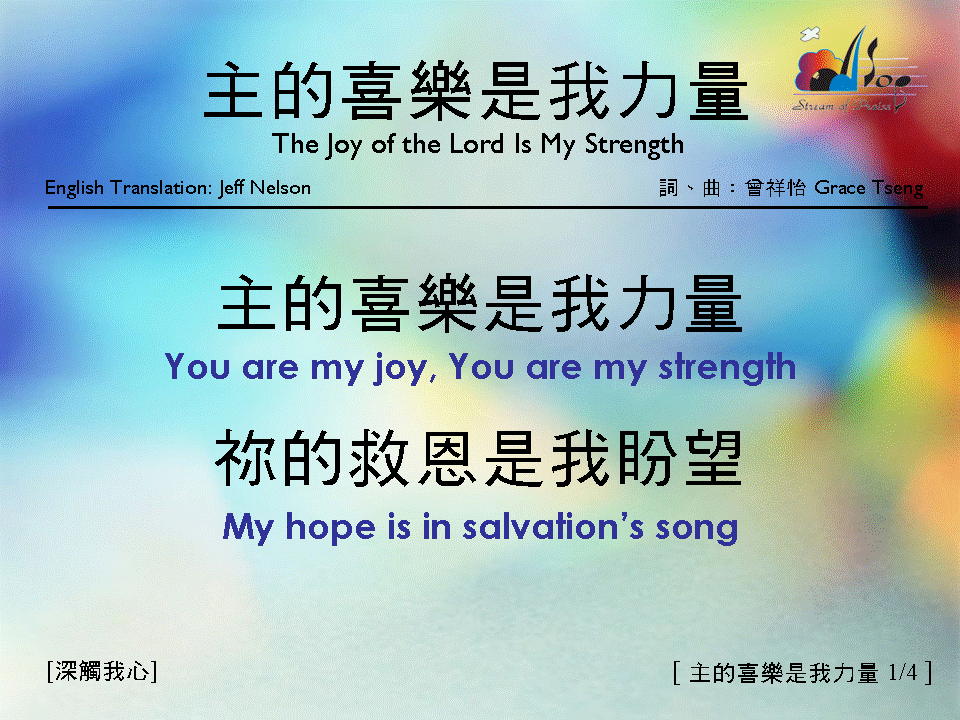 主的喜樂是我力量
The Joy of the Lord Is My Strength
Stream of Praise
English Translation: Jeff Nelson
詞、曲：曾祥怡 Grace Tseng
主的喜樂是我力量
You are my joy, You are my strength
祢的救恩是我盼望
My hope is in salvation’s song
[深觸我心]
[ 主的喜樂是我力量 1/4 ]